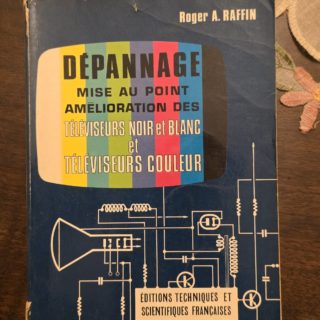 Roger A. RAFFIN
DÉPANNAGE
MISE AU POINT
AMÉLIORATION DES
TÉLÉVISEURS NOIR et BLANC
et
TÉLÉVISEURS COULEUR
ÉDITIONS TECHNIQUES ET
SCIENTIFIQUES FRANÇAISES